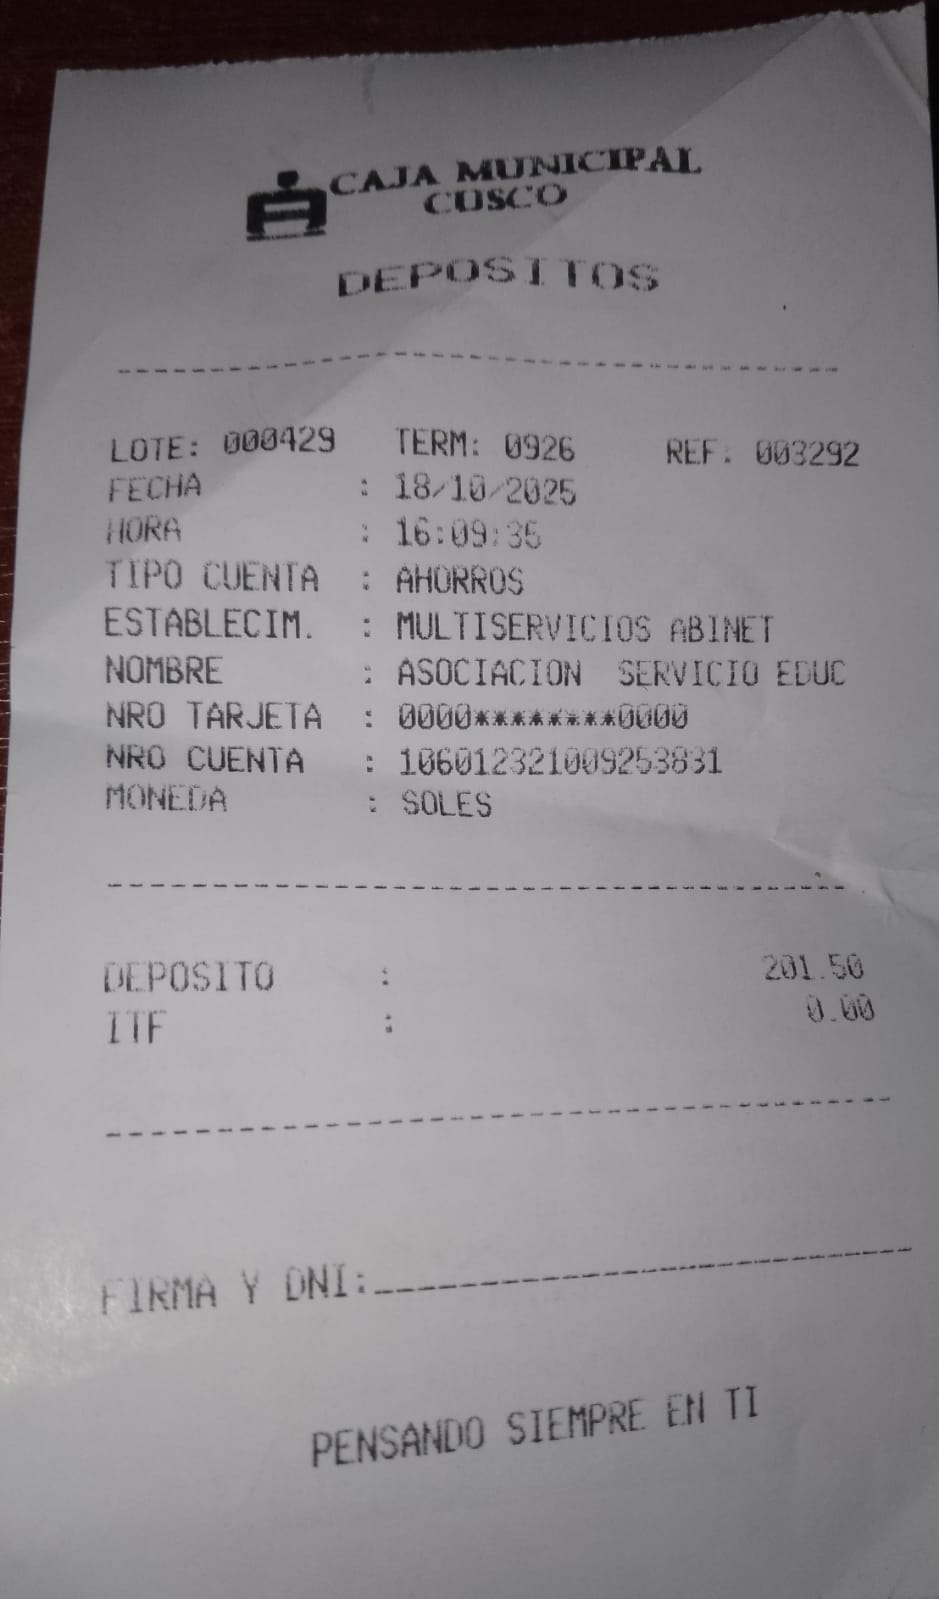 CAJA MUNICIPAL
CUSCO
DEPOSITOS
LOTE: 000429 TERM: 0926 REF: 003292
FECHA : 18/10/2025
HORA : 16:09:35
TIPO CUENTA : AHORROS
ESTABLECIM. : MULTISERVICIOS ABINET
NOMBRE : ASOCIACION SERVICIO EDUC
NRO TARJETA : 0000********0000
NRO CUENTA : 106012321009253831
MONEDA : SOLES
DEPOSITO : 201.50
ITF : 0.00
FIRMA Y DNI:
PENSANDO SIEMPRE EN TI